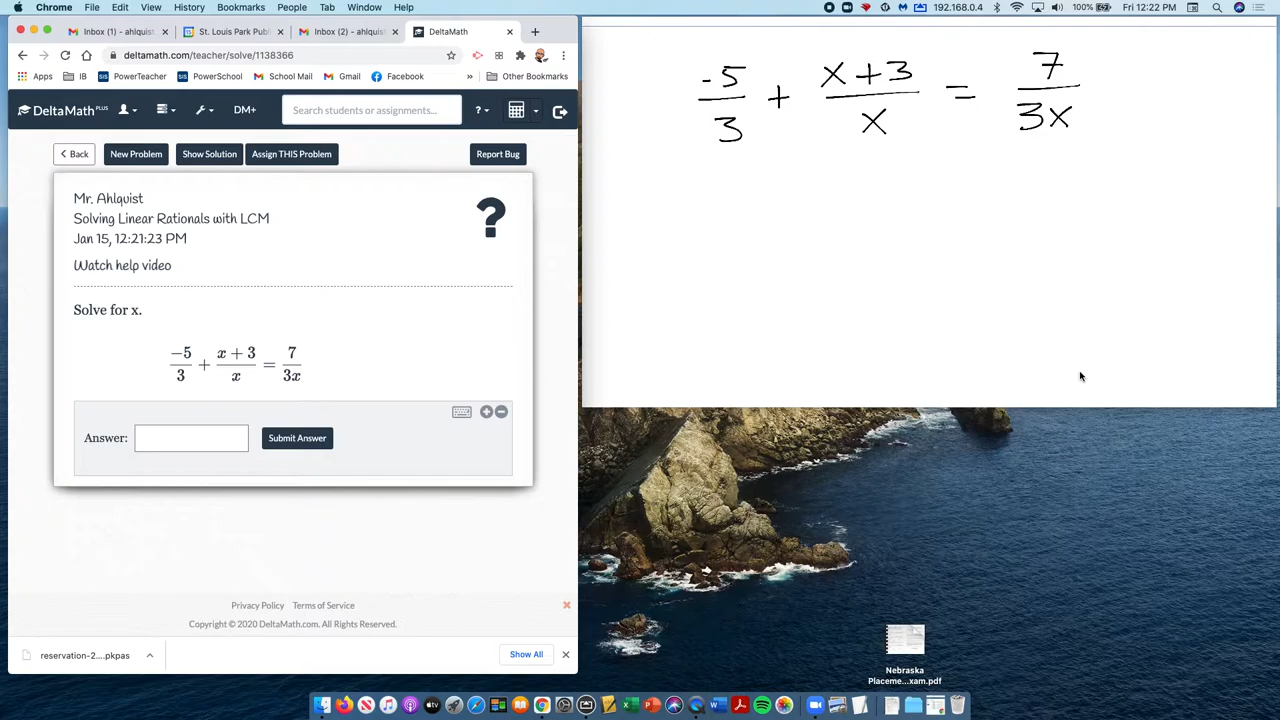 Chrome File Edit View History Bookmarks People Tab Window Help 192.168.0.4 100% Fri 12:22 PM
Inbox (1) - ahlquist St. Louis Park Publ Inbox (2) - ahlquist DeltaMath
deltamath.com/teacher/solve/1138366
Apps IB PowerSchool PowerSchool School Mail Gmail Facebook Other Bookmarks
DeltaMath PLUS DM+ Search students or problems ?
Back New Problem Show Solution Assign THIS Problem Report Bug
Mr. Ahlquist
Solving Linear Rationals with LCM
Jan 15, 12:21:23 PM
Watch help video
?
Solve for x.
−5/3 + x + 3/x = 7/3x
Answer: Submit Answer
Privacy Policy Terms of Service
Copyright © 2020 DeltaMath.com. All Rights Reserved.
reservation-2....pkpas Show All
-5/3 + x+3/x = 7/3x
Nebraska
Placeme...xam.pdf